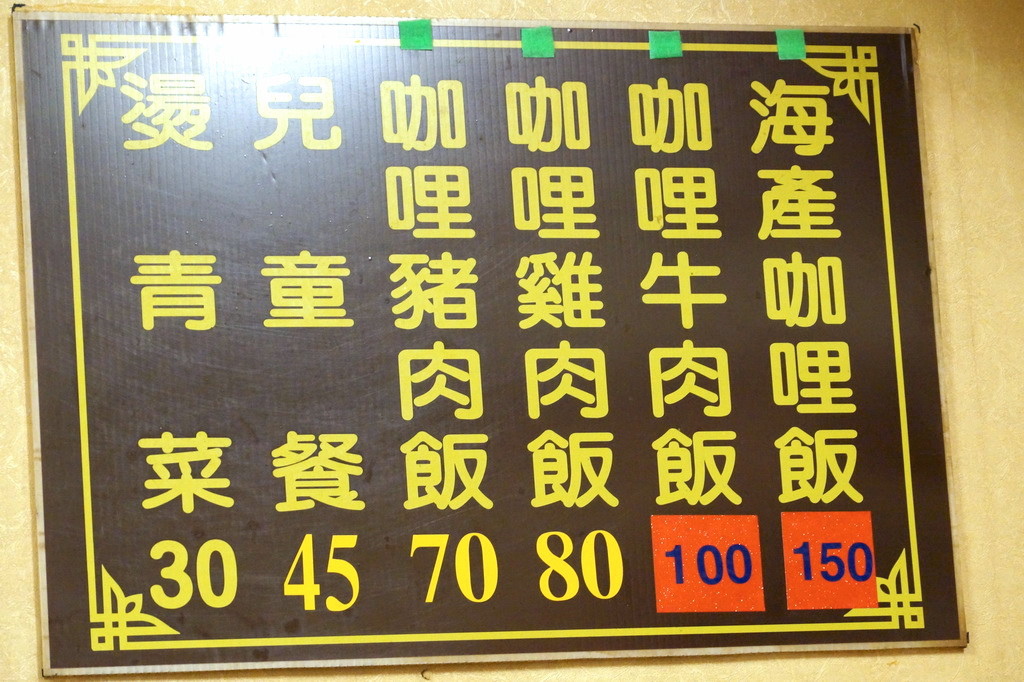 海產咖哩飯 150
咖哩牛肉飯 100
咖哩雞肉飯 80
咖哩豬肉飯 70
兒童餐 45
燙青菜 30